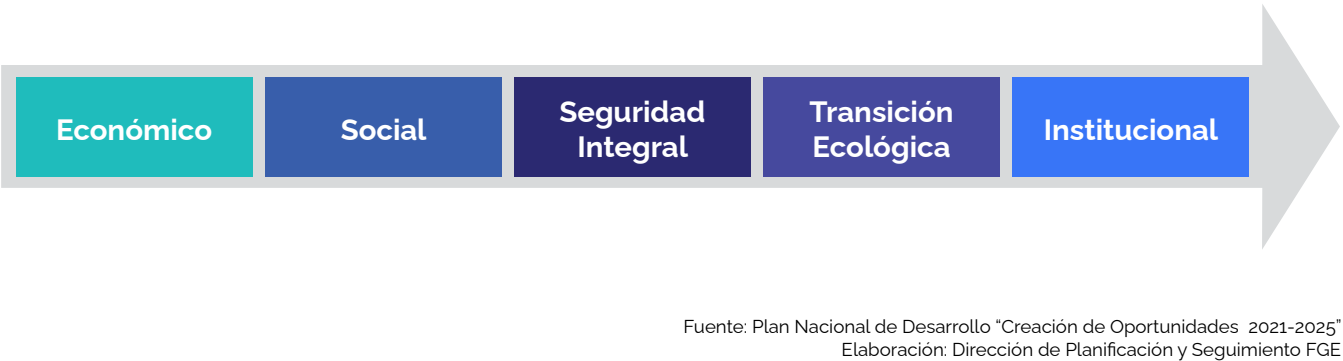 Económico
Social
Seguridad
Integral
Transición
Ecológica
Institucional
Fuente: Plan Nacional de Desarrollo “Creación de Oportunidades  2021-2025”
Elaboración: Dirección de Planificación y Seguimiento FGE